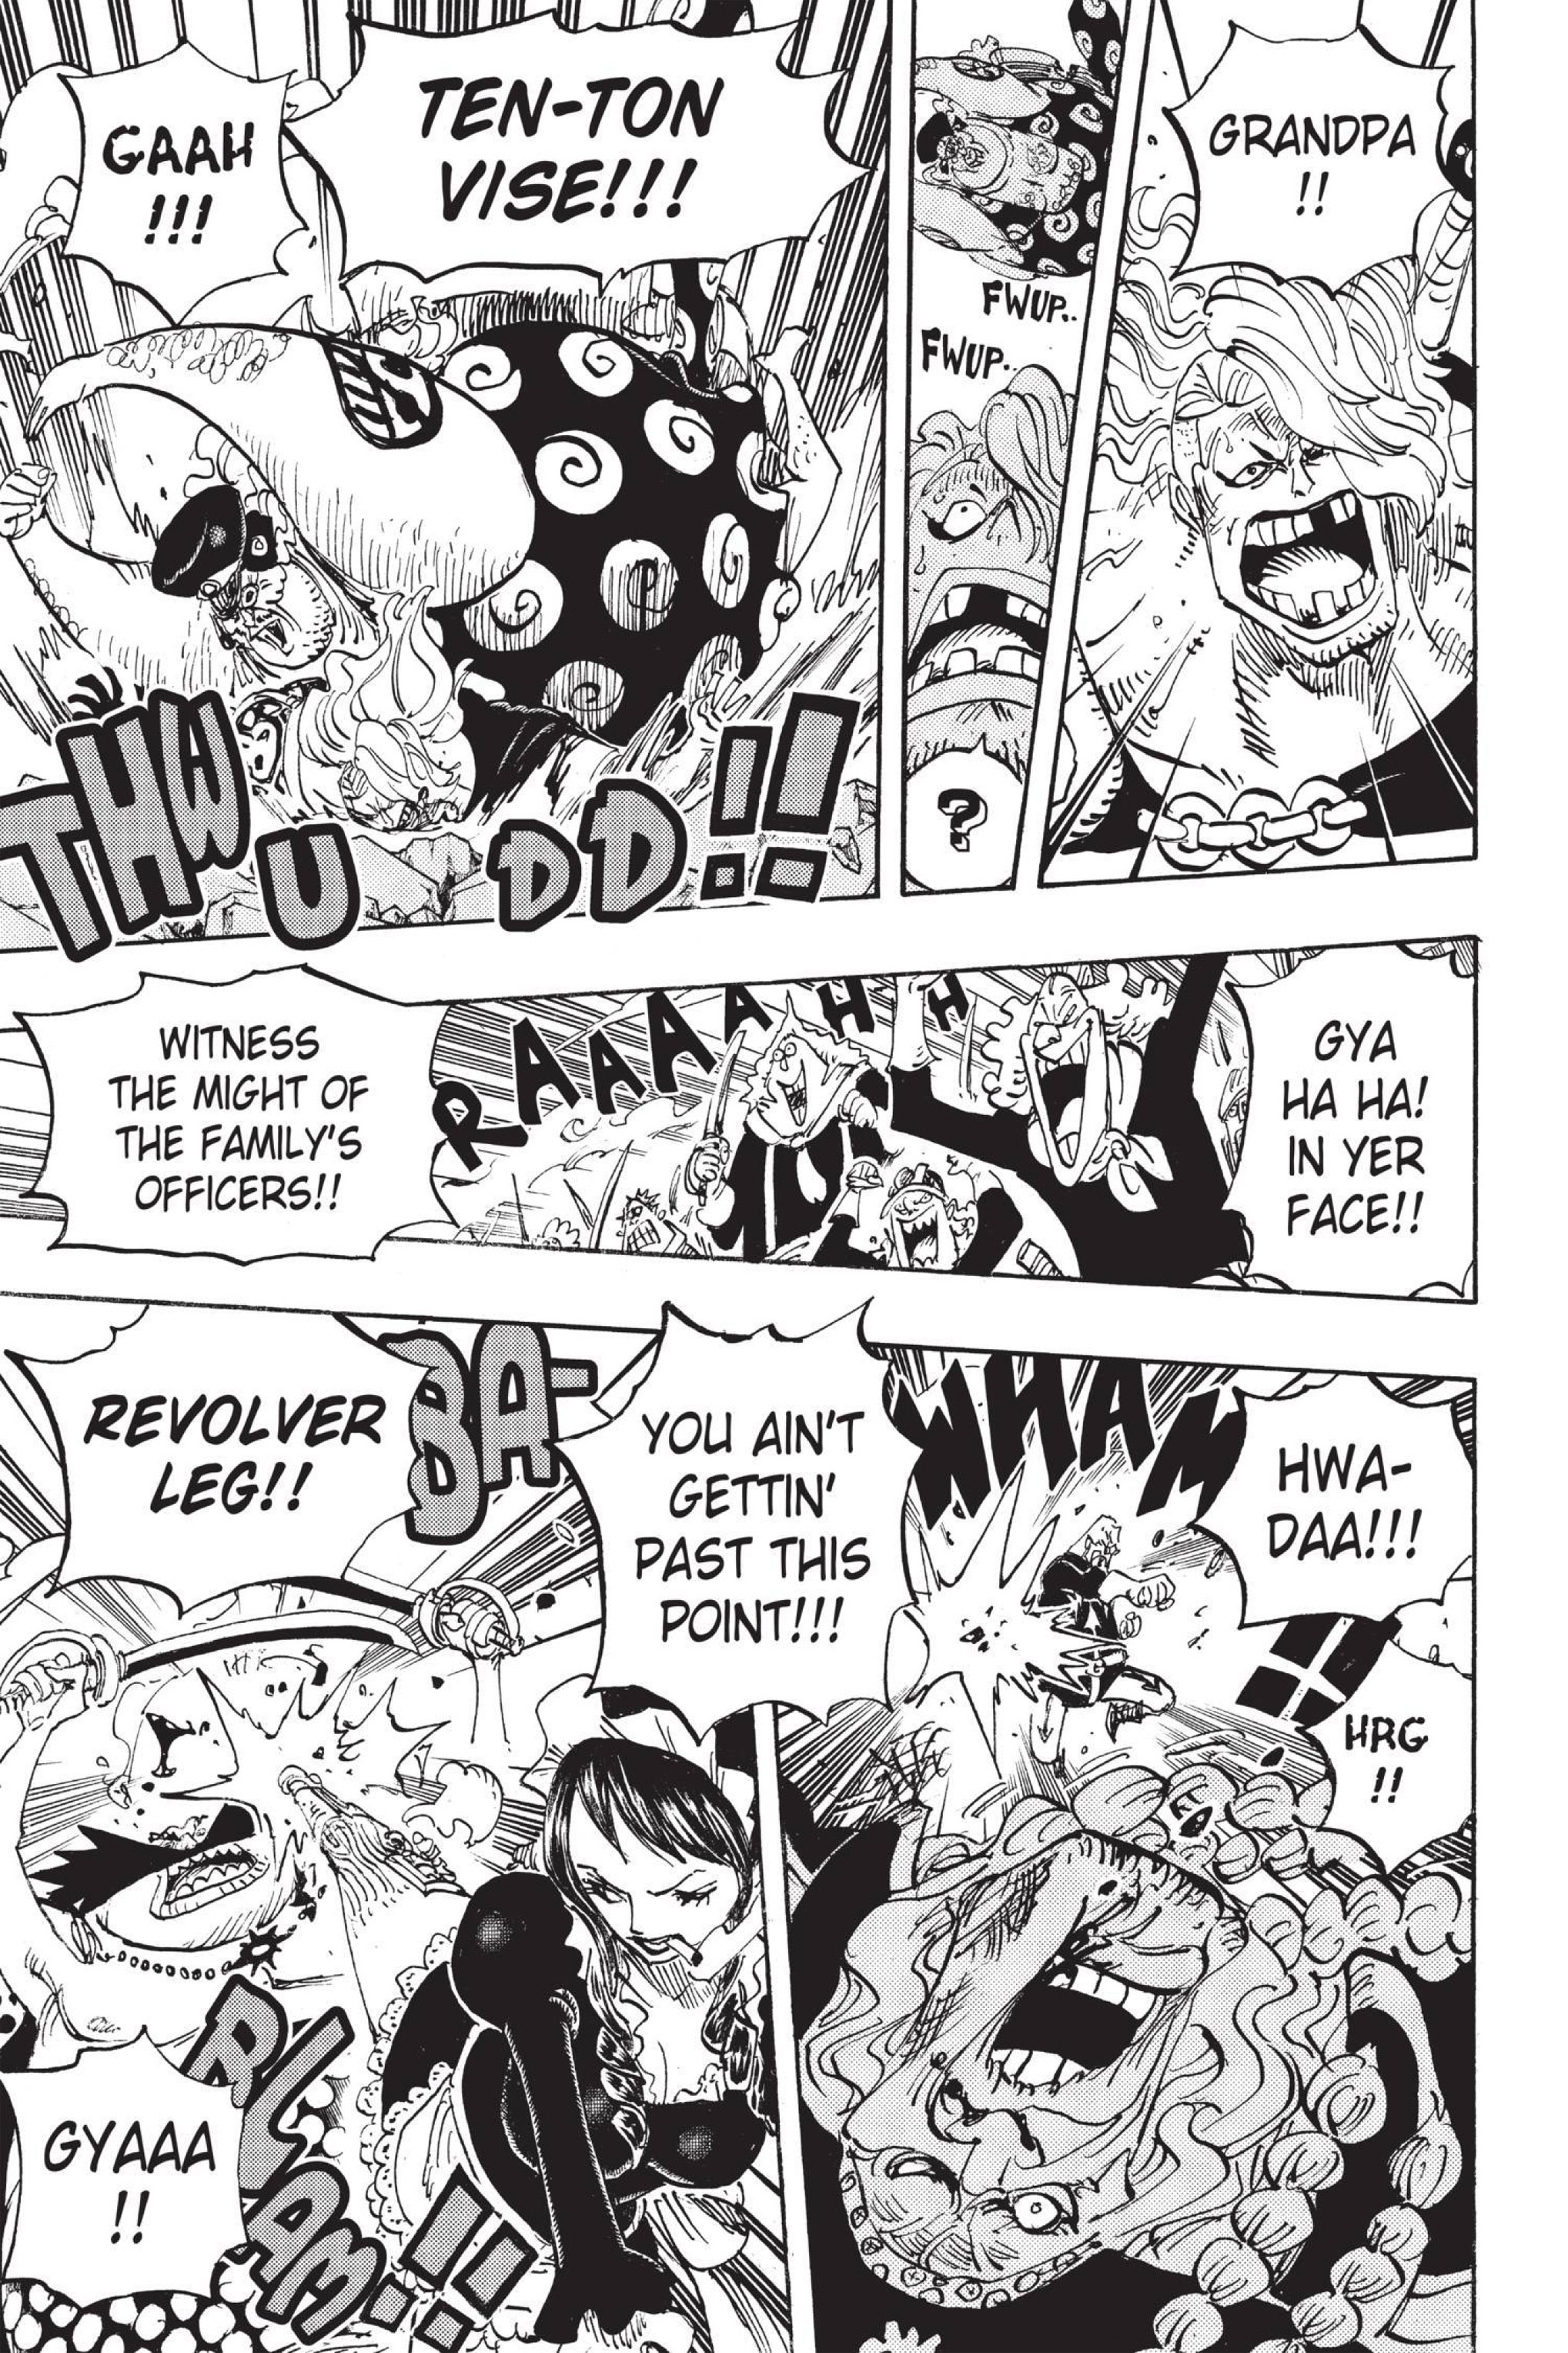 GRANDPA
!!
FWUP..
FWUP..
?
TEN-TON
VISE!!!
GAAH
!!!
THWUDD!!
GYA
HA HA!
IN YER
FACE!!
RAAAAHH
WITNESS
THE MIGHT OF
THE FAMILY'S
OFFICERS!!
HWA-
DAA!!!
WHAM
HRG
!!
YOU AIN'T
GETTIN'
PAST THIS
POINT!!!
BA-
REVOLVER
LEG!!
BLAM!!
GYAAA
!!